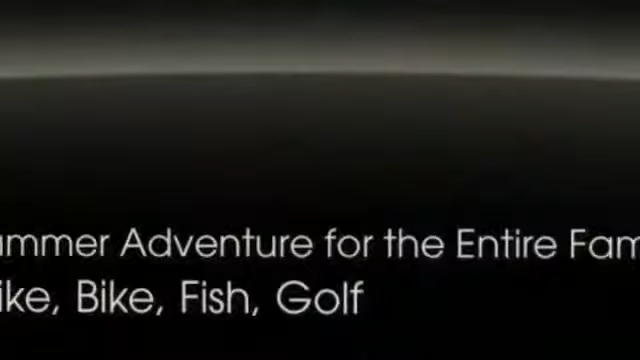 ummer Adventure for the Entire Fam
ike, Bike, Fish, Golf